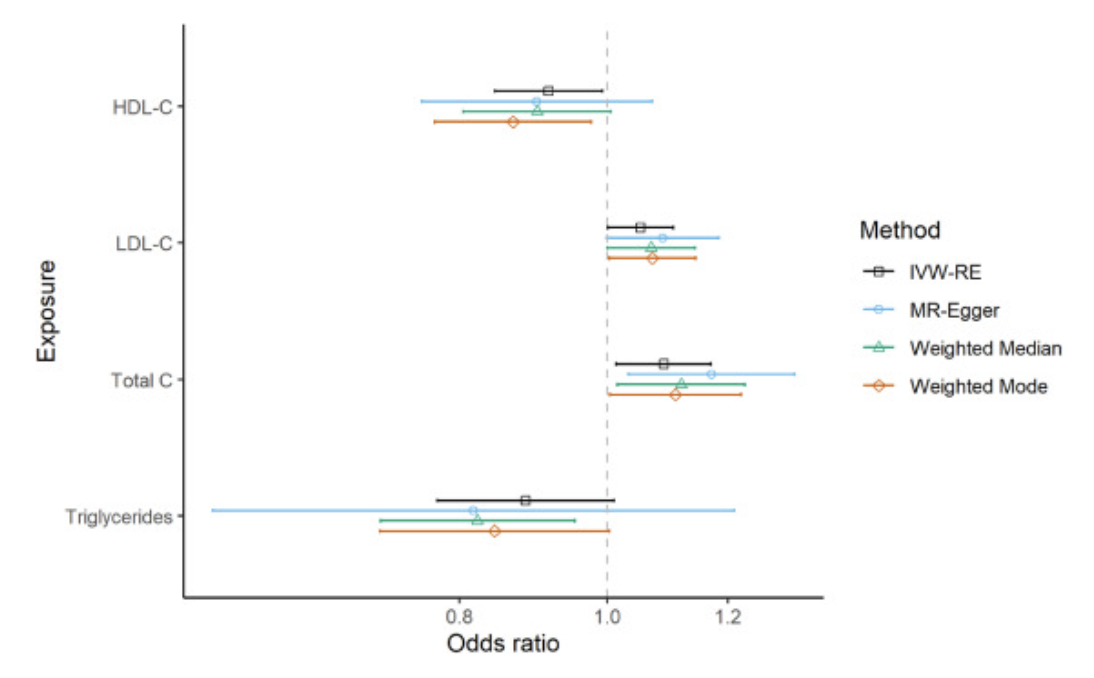 HDL-C
LDL-C
Total C
Triglycerides
Exposure
0.8 1.0 1.2
Odds ratio
Method
IVW-RE
MR-Egger
Weighted Median
Weighted Mode